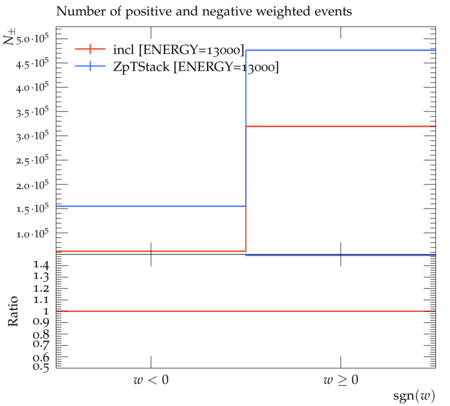 Number of positive and negative weighted events
N±
5.0·10⁵
4.5·10⁵
4.0·10⁵
3.5·10⁵
3.0·10⁵
2.5·10⁵
2.0·10⁵
1.5·10⁵
1.0·10⁵
incl [ENERGY=13000]
ZpTStack [ENERGY=13000]
Ratio
1.4
1.3
1.2
1.1
1
0.9
0.8
0.7
0.6
0.5
w < 0 w ≥ 0
sgn(w)